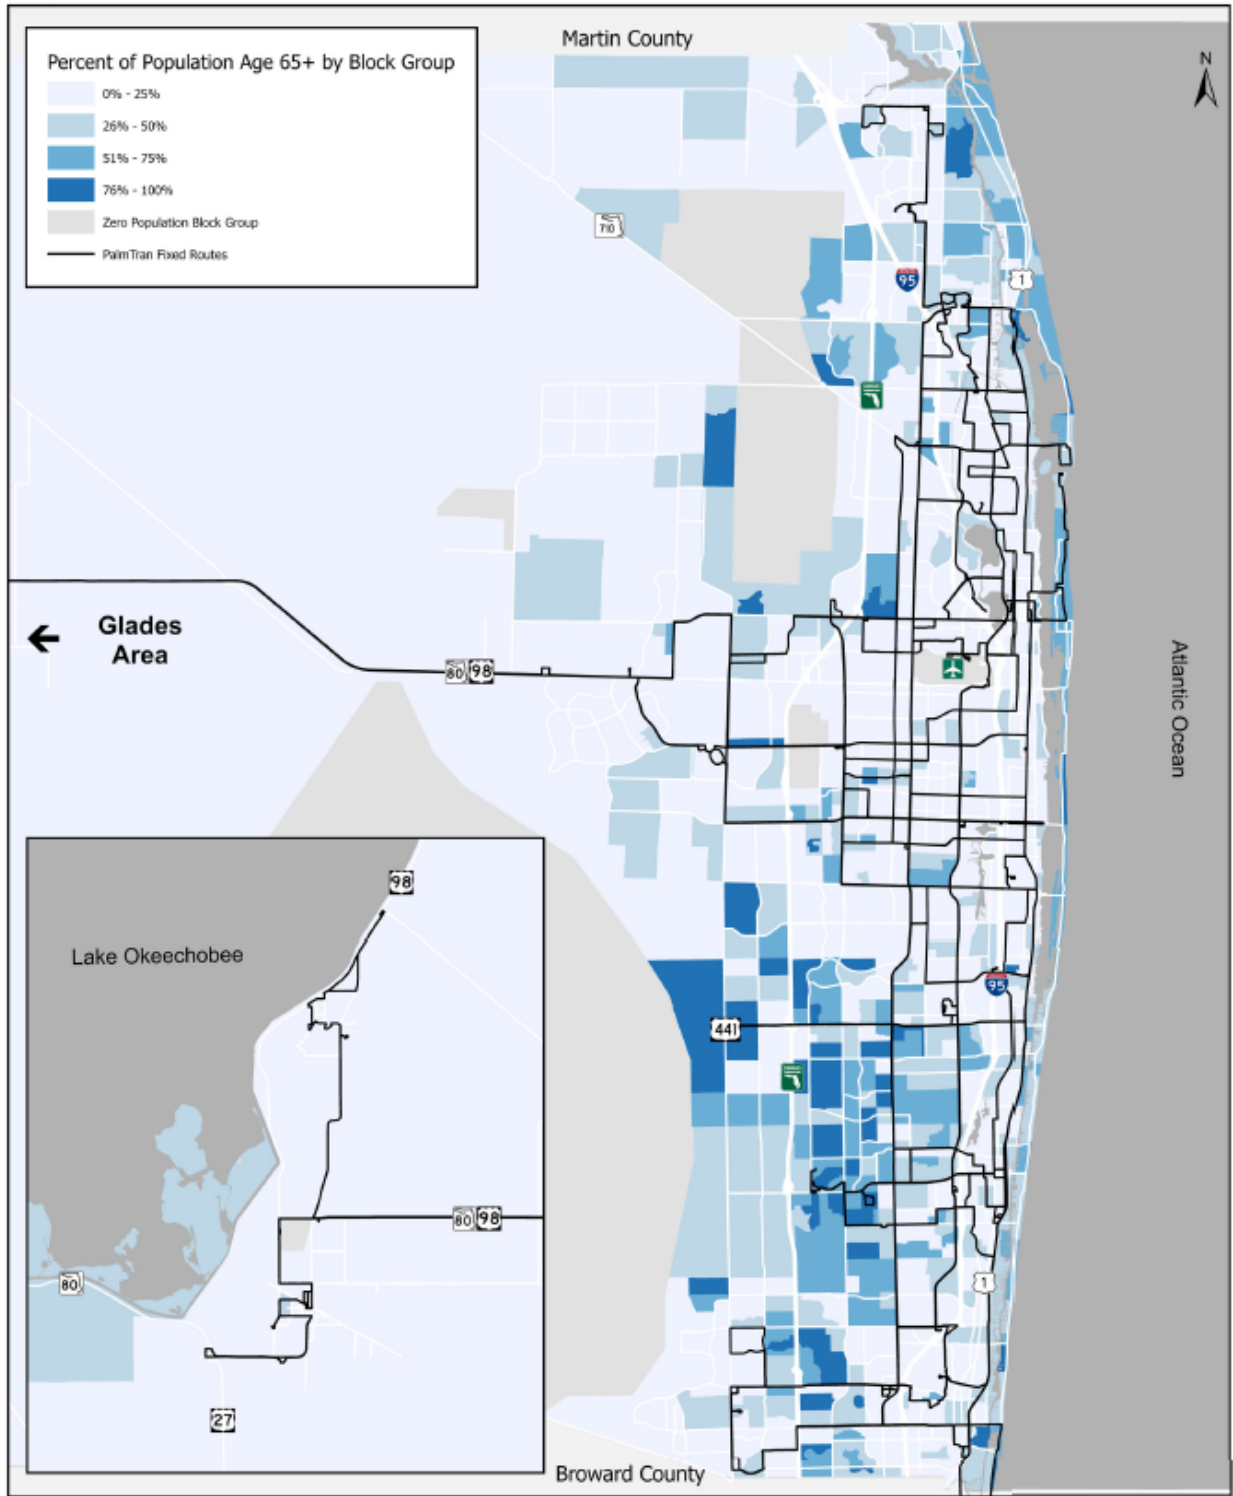 Martin County
Percent of Population Age 65+ by Block Group
0% - 25%
26% - 50%
51% - 75%
76% - 100%
Zero Population Block Group
PalmTran Fixed Routes
N
710
95
1
Glades
Area
80 98
Atlantic Ocean
98
Lake Okeechobee
95
441
80 98
80
1
27
Broward County